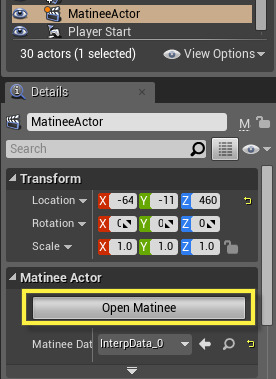 MatineeActor
Player Start
30 actors (1 selected)
View Options
Details
MatineeActor
M
Search
Transform
Location X -64 Y -11 Z 460
Rotation X 0 Y 0 Z 0
Scale X 1.0 Y 1.0 Z 1.0
Matinee Actor
Open Matinee
Matinee Dat InterpData_0